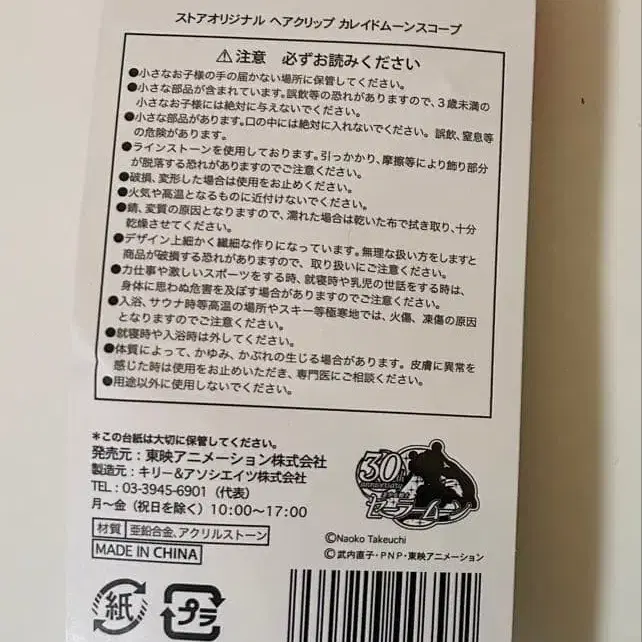 ストアオリジナル ヘアクリップ カレイドムーンスコープ
⚠注意 必ずお読みください
●小さなお子様の手の届かない場所に保管してください。
●小さな部品が含まれています。誤飲等の恐れがありますので、3歳未満の
小さなお子様には絶対に与えないでください。
●小さな部品があります。口の中には絶対に入れないでください。誤飲、窒息等
の危険があります。
●ラインストーンを使用しております。引っかかり、摩擦等により飾り部分
が脱落する恐れがありますのでご注意ください。
●破損、変形した場合は使用をお止めください。
●火気や高温となるものに近付けないでください。
●錆、変質の原因となりますので、濡れた場合は乾いた布で拭き取り、十分
乾燥させてください。
●デザイン上細かく繊細な作りになっています。無理な扱い方をしますと
商品が破損する恐れがありますので、取り扱いにご注意ください。
●力仕事や激しいスポーツをする時、就寝時や乳児の世話をする時は、
身体に思わぬ危害を及ぼす場合がありますのでご注意ください。
●入浴、サウナ時等高温の場所やスキー等極寒地では、火傷、凍傷の原因
となりますのでご注意ください。
●就寝時や入浴時は外してください。
●体質によって、かゆみ、かぶれの生じる場合があります。皮膚に異常を
感じた時は使用をお止めいただき、専門医にご相談ください。
●用途以外に使用しないでください。
*この台紙は大切に保管してください。
発売元:東映アニメーション株式会社
製造元:キリー&アソシエイツ株式会社
TEL:03-3945-6901(代表)
月~金(祝日を除く)10:00~17:00
材質 亜鉛合金、アクリルストーン
MADE IN CHINA
30th
anniversary
セーラームーン
©Naoko Takeuchi
©武内直子・PNP・東映アニメーション
紙
プラ